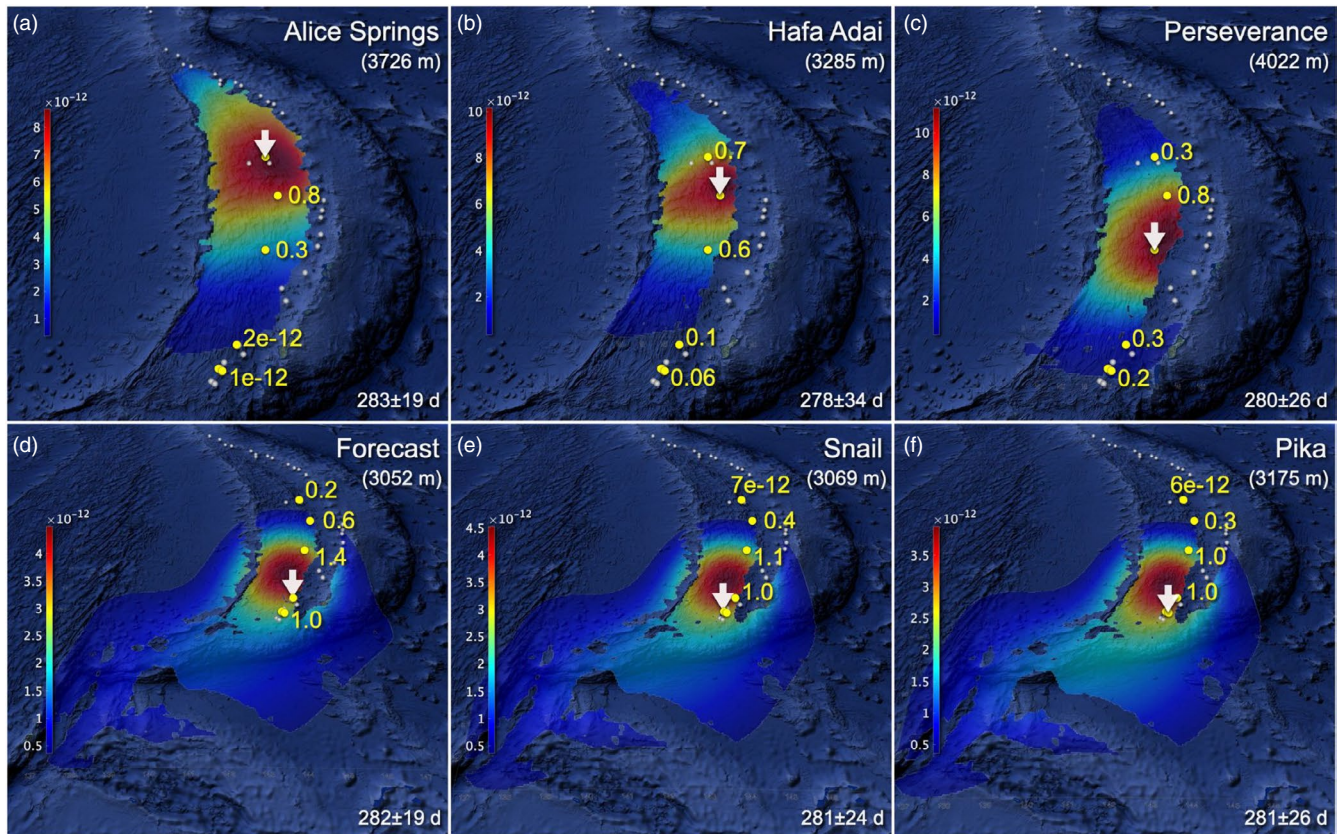 (a)
Alice Springs
(3726 m)
×10⁻¹²
8
7
6
5
4
3
2
1
0.8
0.3
2e-12
1e-12
283±19 d
(b)
Hafa Adai
(3285 m)
×10⁻¹²
10
8
6
4
2
0.7
0.6
0.1
0.06
278±34 d
(c)
Perseverance
(4022 m)
×10⁻¹²
10
8
6
4
2
0.3
0.8
0.3
0.2
280±26 d
(d)
Forecast
(3052 m)
×10⁻¹²
4
3.5
3
2.5
2
1.5
1
0.5
0.2
0.6
1.4
1.0
282±19 d
(e)
Snail
(3069 m)
×10⁻¹²
4.5
4
3.5
3
2.5
2
1.5
1
0.5
7e-12
0.4
1.1
1.0
281±24 d
(f)
Pika
(3175 m)
×10⁻¹²
3.5
3
2.5
2
1.5
1
0.5
6e-12
0.3
1.0
1.0
281±26 d